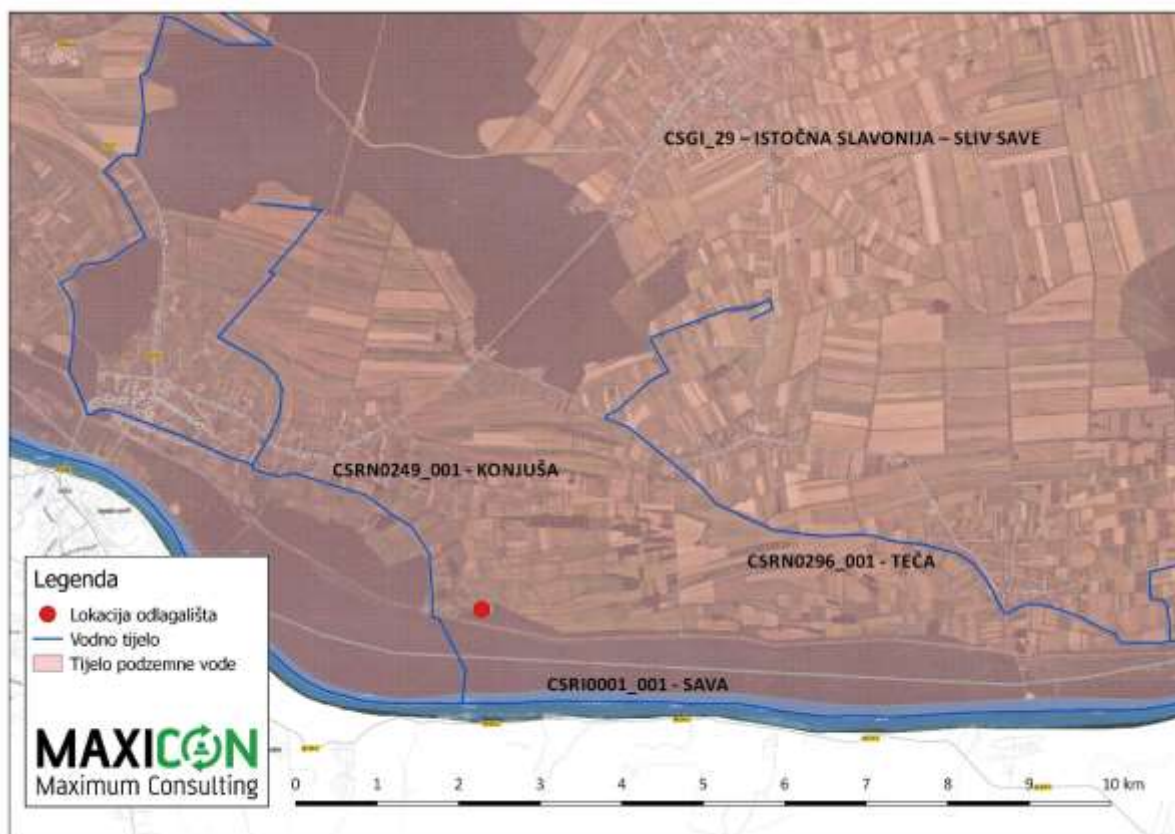 CSGI_29 – ISTOČNA SLAVONIJA – SLIV SAVE
CSRN0249_001 - KONJUŠA
CSRN0296_001 - TEČA
CSRI0001_001 - SAVA
Legenda
Lokacija odlagališta
Vodno tijelo
Tijelo podzemne vode
MAXICON
Maximum Consulting
0 1 2 3 4 5 6 7 8 9 10 km